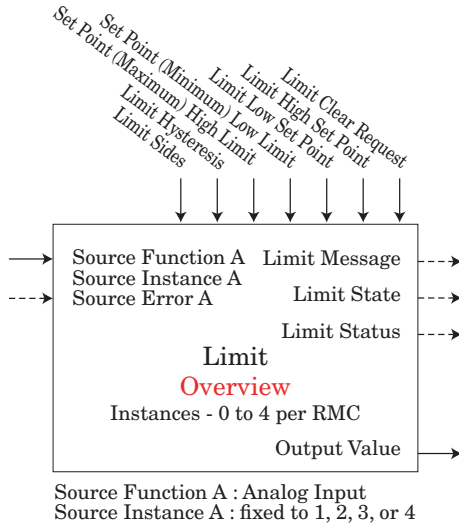 Limit Sides
Limit Hysteresis
Set Point (Maximum) High Limit
Set Point (Minimum) Low Limit
Limit Low Set Point
Limit High Set Point
Limit Clear Request
Source Function A
Source Instance A
Source Error A
Limit Message
Limit State
Limit Status
Limit
Overview
Instances - 0 to 4 per RMC
Output Value
Source Function A : Analog Input
Source Instance A : fixed to 1, 2, 3, or 4